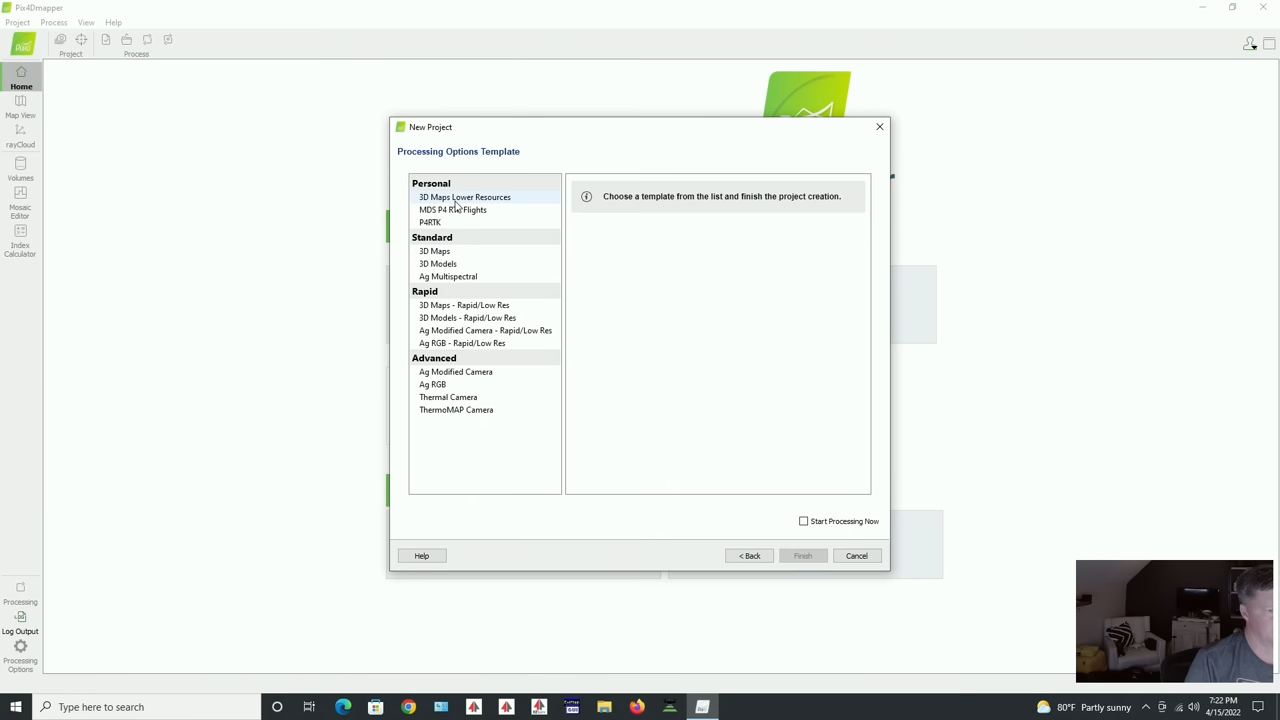 Pix4Dmapper
Project Process View Help
Project Process
Home
Map View
rayCloud
Volumes
Mosaic
Editor
Index
Calculator
New Project
Processing Options Template
Personal
3D Maps Lower Resources
MDS P4 Flights
P4RTK
Standard
3D Maps
3D Models
Ag Multispectral
Rapid
3D Maps - Rapid/Low Res
3D Models - Rapid/Low Res
Ag Modified Camera - Rapid/Low Res
Ag RGB - Rapid/Low Res
Advanced
Ag Modified Camera
Ag RGB
Thermal Camera
ThermoMAP Camera
Choose a template from the list and finish the project creation.
Start Processing Now
Help < Back Finish Cancel
Processing
LOG
Log Output
Processing
Options
Type here to search
80°F Partly sunny
7:22 PM
4/15/2022